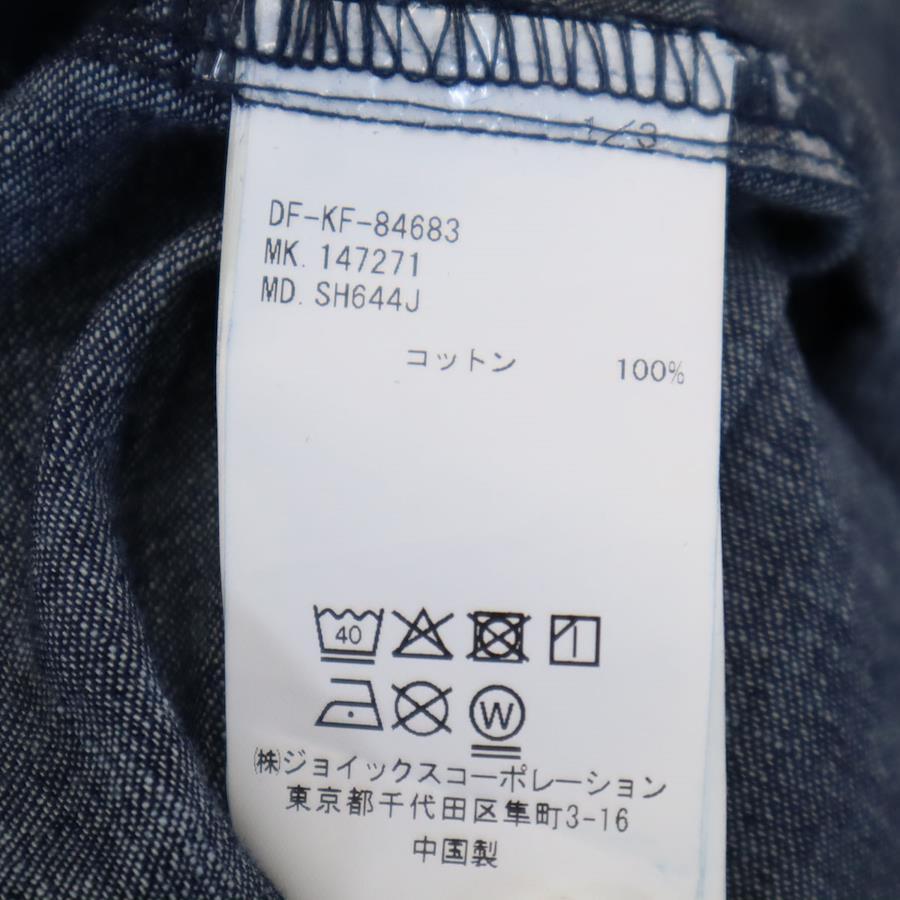 1/3
DF-KF-84683
MK. 147271
MD. SH644J
コットン 100%
40
W
㈱ジョイックスコーポレーション
東京都千代田区隼町3-16
中国製